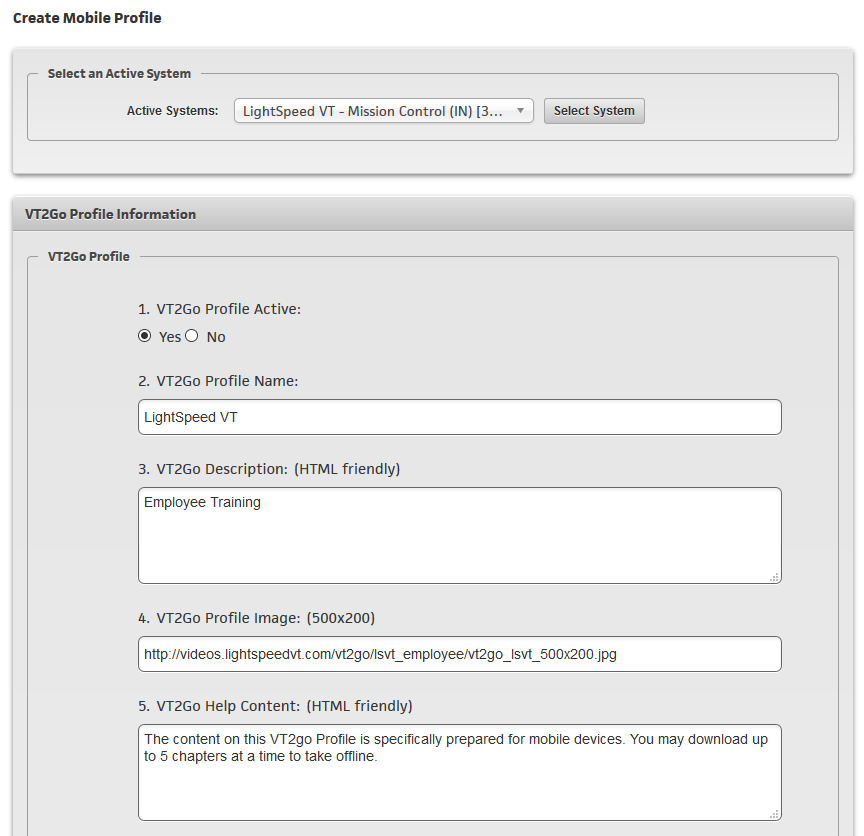 Create Mobile Profile
Select an Active System
Active Systems: LightSpeed VT - Mission Control (IN) [3... Select System
VT2Go Profile Information
VT2Go Profile
1. VT2Go Profile Active:
Yes No
2. VT2Go Profile Name:
LightSpeed VT
3. VT2Go Description: (HTML friendly)
Employee Training
4. VT2Go Profile Image: (500x200)
http://videos.lightspeedvt.com/vt2go/lsvt_employee/vt2go_lsvt_500x200.jpg
5. VT2Go Help Content: (HTML friendly)
The content on this VT2go Profile is specifically prepared for mobile devices. You may download up
to 5 chapters at a time to take offline.